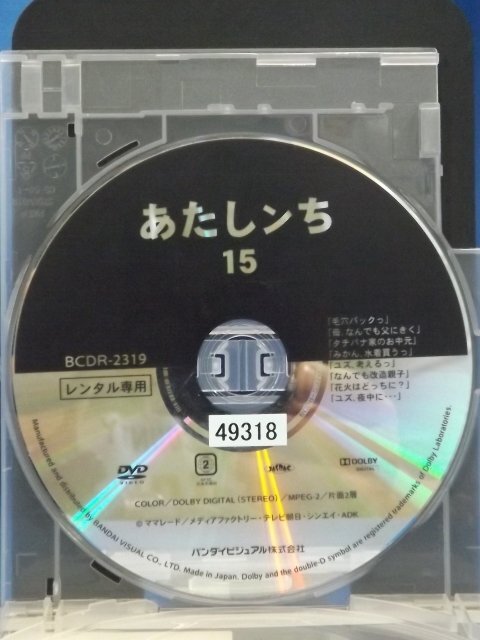 あたしンち
15
「毛穴パックっ」
「母、なんでも父にきく」
「タチバナ家のお中元」
「みかん、水着買うっ」
「ユズ、考えるっ」
「なんでも改造親子」
「花火はどっちに？」
「ユズ、夜中に･･･」
BCDR-2319
レンタル専用
49318
DVD
VIDEO
2
DOLBY
DIGITAL
COLOR／DOLBY DIGITAL (STEREO)／MPEG-2／片面2層
© ママレード／メディアファクトリー・テレビ朝日・シンエイ・ADK
バンダイビジュアル株式会社
Manufactured and distributed by BANDAI VISUAL CO., LTD. Made in Japan. Dolby and the double-D symbol are registered trademarks of Dolby Laboratories.